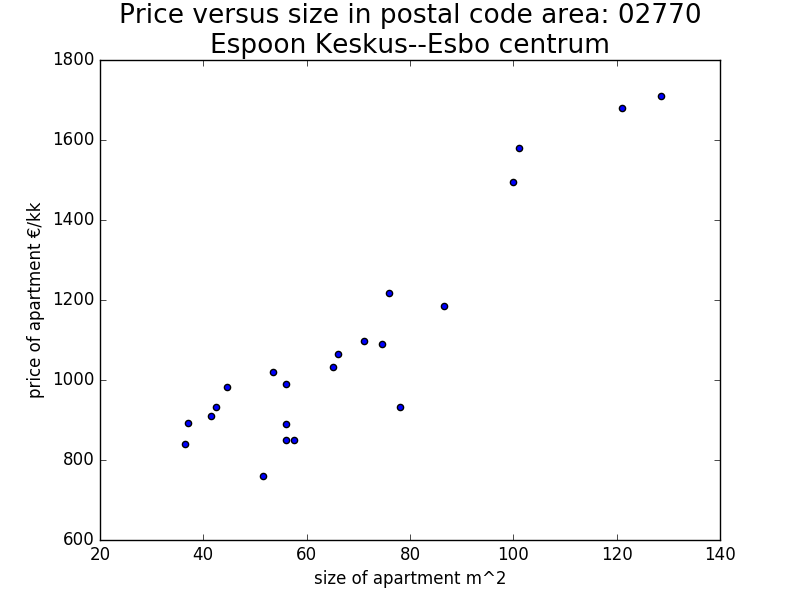 Price versus size in postal code area: 02770
Espoon Keskus--Esbo centrum
1800
1600
1400
1200
1000
800
600
price of apartment €/kk
20 40 60 80 100 120 140
size of apartment m^2